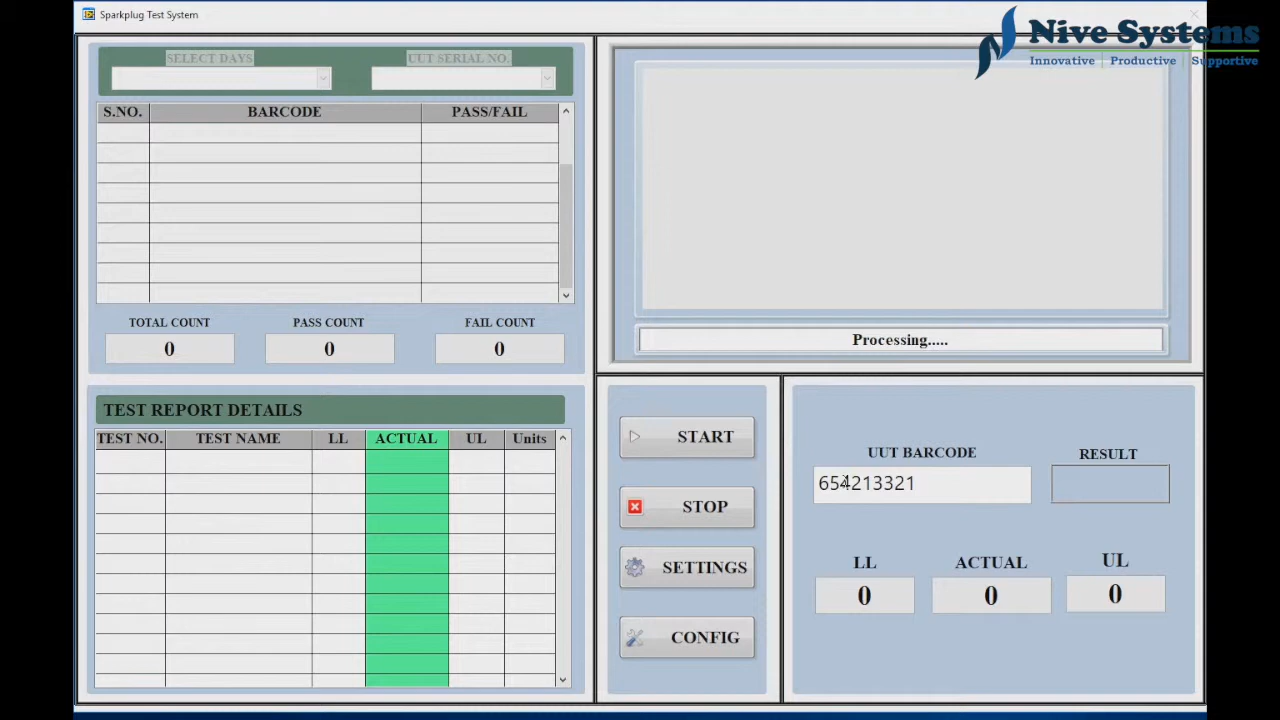 Sparkplug Test System
Nive Systems
Innovative | Productive | Supportive
SELECT DAYS
UUT SERIAL NO.
S.NO. BARCODE PASS/FAIL
TOTAL COUNT PASS COUNT FAIL COUNT
0 0 0
Processing.....
TEST REPORT DETAILS
TEST NO. TEST NAME LL ACTUAL UL Units
START
STOP
SETTINGS
CONFIG
UUT BARCODE RESULT
654213321
LL ACTUAL UL
0 0 0